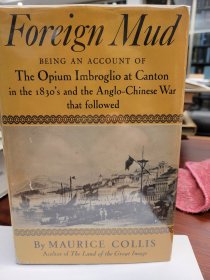 Foreign Mud
BEING AN ACCOUNT OF
The Opium Imbroglio at Canton
in the 1830's and the Anglo-Chinese War
that followed
By MAURICE COLLIS
Author of The Land of the Great Image